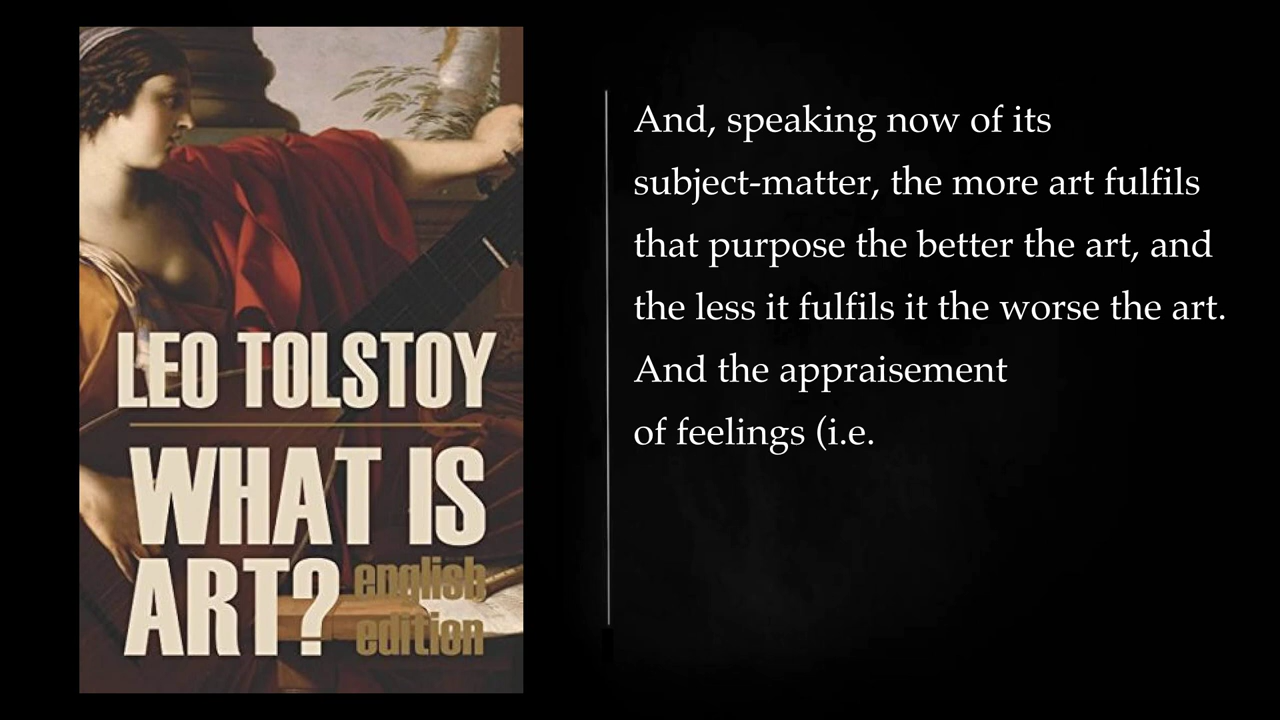 LEO TOLSTOY
WHAT IS
ART?
english
edition
And, speaking now of its
subject-matter, the more art fulfils
that purpose the better the art, and
the less it fulfils it the worse the art.
And the appraisement
of feelings (i.e.